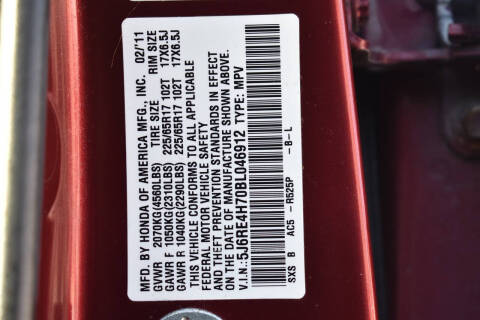 MFD. BY HONDA OF AMERICA MFG., INC. 02/11
GVWR 2070KG(4560LBS) TIRE SIZE RIM SIZE
GAWR F 1050KG(2310LBS) 225/65R17 102T 17X6.5J
GAWR R 1040KG(2290LBS) 225/65R17 102T 17X6.5J
THIS VEHICLE CONFORMS TO ALL APPLICABLE
FEDERAL MOTOR VEHICLE SAFETY
AND THEFT PREVENTION STANDARDS IN EFFECT
ON THE DATE OF MANUFACTURE SHOWN ABOVE.
V.I.N.: 5J6RE4H70BL046912 TYPE: MPV
SXS B AC5 R525P -B-L